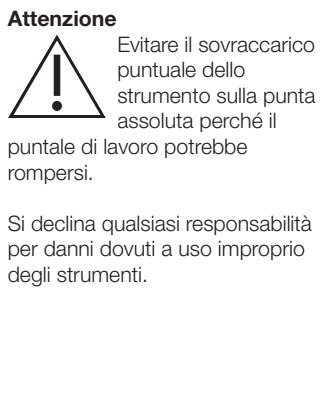 Attenzione
Evitare il sovraccarico
puntuale dello
strumento sulla punta
assoluta perché il
puntale di lavoro potrebbe
rompersi.
Si declina qualsiasi responsabilità
per danni dovuti a uso improprio
degli strumenti.